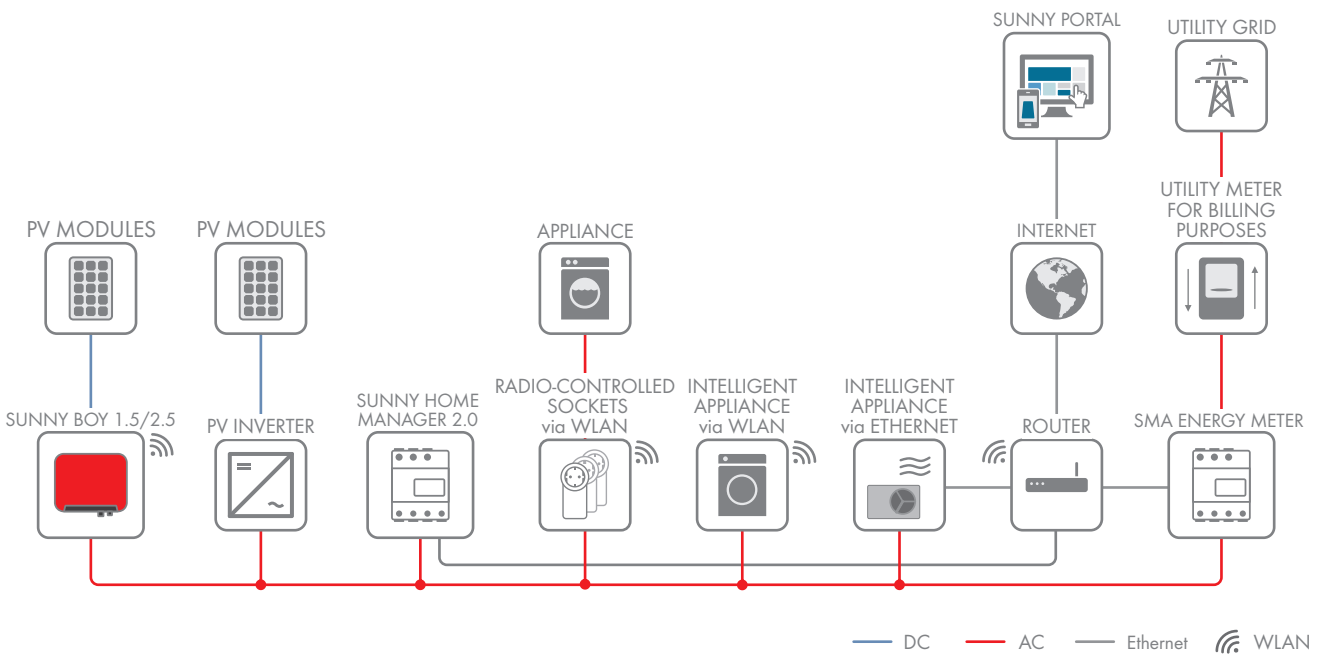 SUNNY PORTAL
UTILITY GRID
UTILITY METER
FOR BILLING
PURPOSES
PV MODULES
PV MODULES
APPLIANCE
INTERNET
RADIO-CONTROLLED
SOCKETS
via WLAN
INTELLIGENT
APPLIANCE
via WLAN
INTELLIGENT
APPLIANCE
via ETHERNET
SUNNY HOME
MANAGER 2.0
SUNNY BOY 1.5/2.5
PV INVERTER
ROUTER
SMA ENERGY METER
DC
AC
Ethernet
WLAN